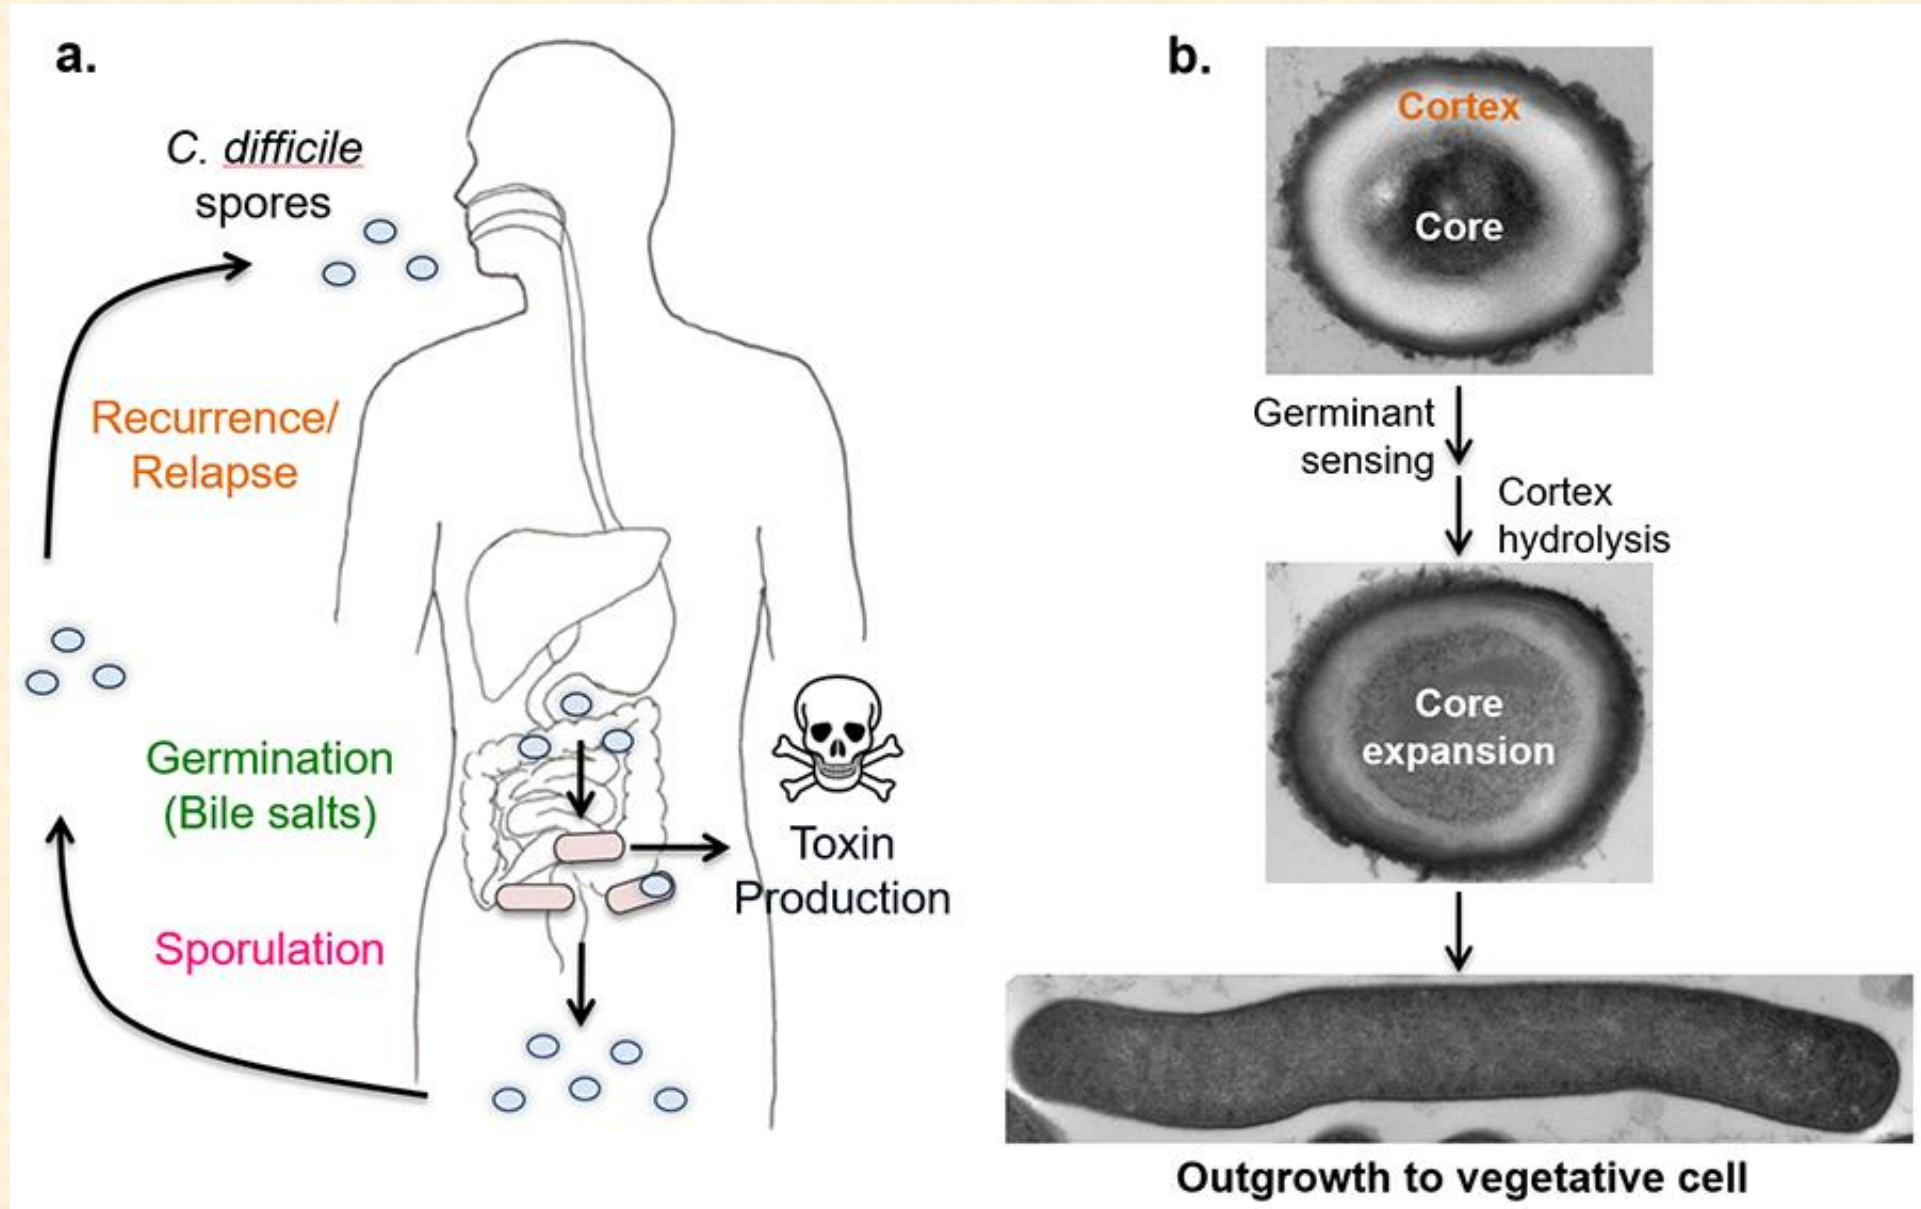 a.
C. difficile
spores
Recurrence/
Relapse
Germination
(Bile salts)
Sporulation
Toxin
Production
b.
Cortex
Core
Germinant
sensing
Cortex
hydrolysis
Core
expansion
Outgrowth to vegetative cell